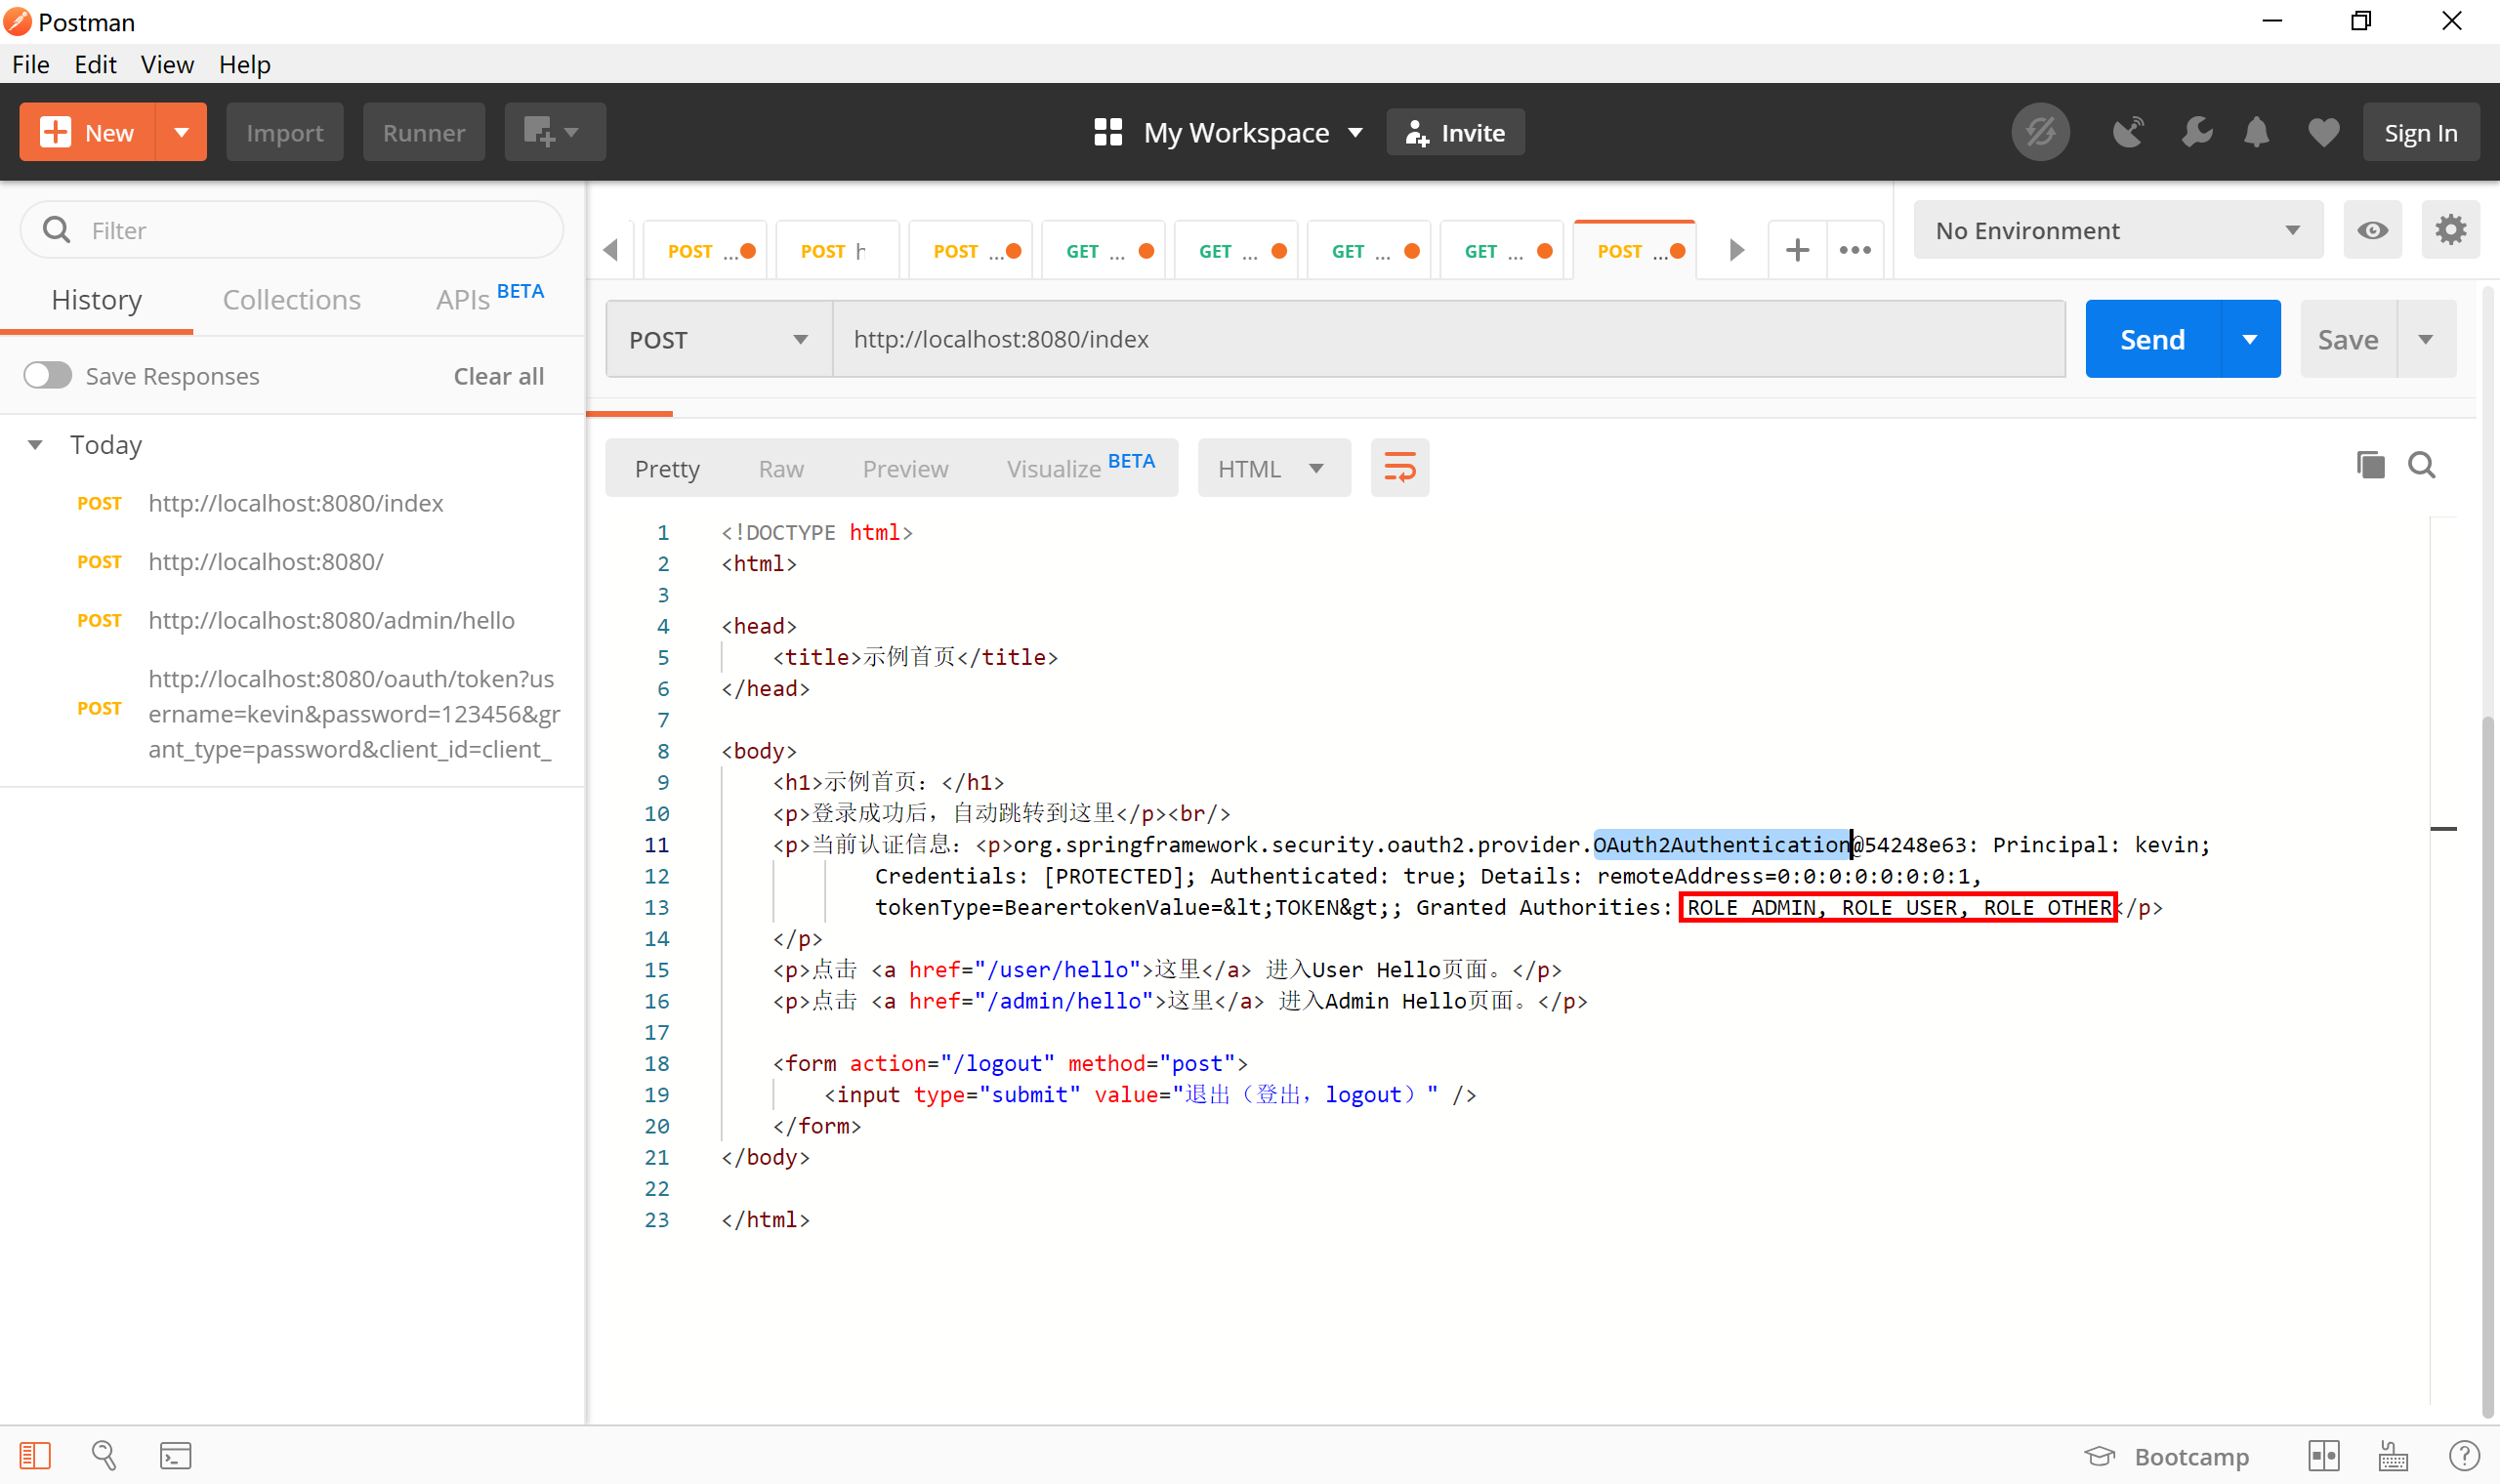 Postman
File Edit View Help
New Import Runner My Workspace Invite Sign In
Filter
History Collections APIs BETA
Save Responses Clear all
Today
POST http://localhost:8080/index
POST http://localhost:8080/
POST http://localhost:8080/admin/hello
POST http://localhost:8080/oauth/token?us
ername=kevin&password=123456&gr
ant_type=password&client_id=client_
POST ... POST h POST ... GET ... GET ... GET ... GET ... POST ... No Environment
POST http://localhost:8080/index Send Save
Pretty Raw Preview Visualize BETA HTML
1 <!DOCTYPE html>
2 <html>
3
4 <head>
5 <title>示例首页</title>
6 </head>
7
8 <body>
9 <h1>示例首页：</h1>
10 <p>登录成功后，自动跳转到这里</p><br/>
11 <p>当前认证信息：<p>org.springframework.security.oauth2.provider.OAuth2Authentication@54248e63: Principal: kevin;
12 Credentials: [PROTECTED]; Authenticated: true; Details: remoteAddress=0:0:0:0:0:0:0:1,
13 tokenType=BearertokenValue=&lt;TOKEN&gt;; Granted Authorities: ROLE_ADMIN, ROLE_USER, ROLE_OTHER</p>
14 </p>
15 <p>点击 <a href="/user/hello">这里</a> 进入User Hello页面。</p>
16 <p>点击 <a href="/admin/hello">这里</a> 进入Admin Hello页面。</p>
17
18 <form action="/logout" method="post">
19 <input type="submit" value="退出（登出，logout）" />
20 </form>
21 </body>
22
23 </html>
Bootcamp